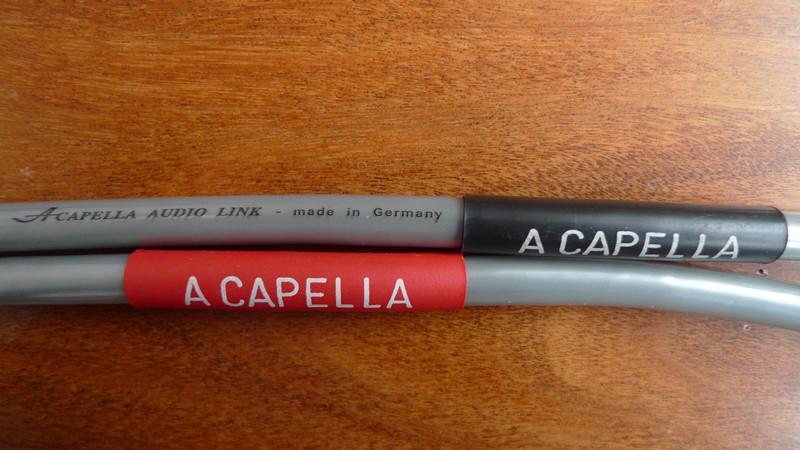 ACAPELLA AUDIO LINK - made in Germany
A CAPELLA
A CAPELLA